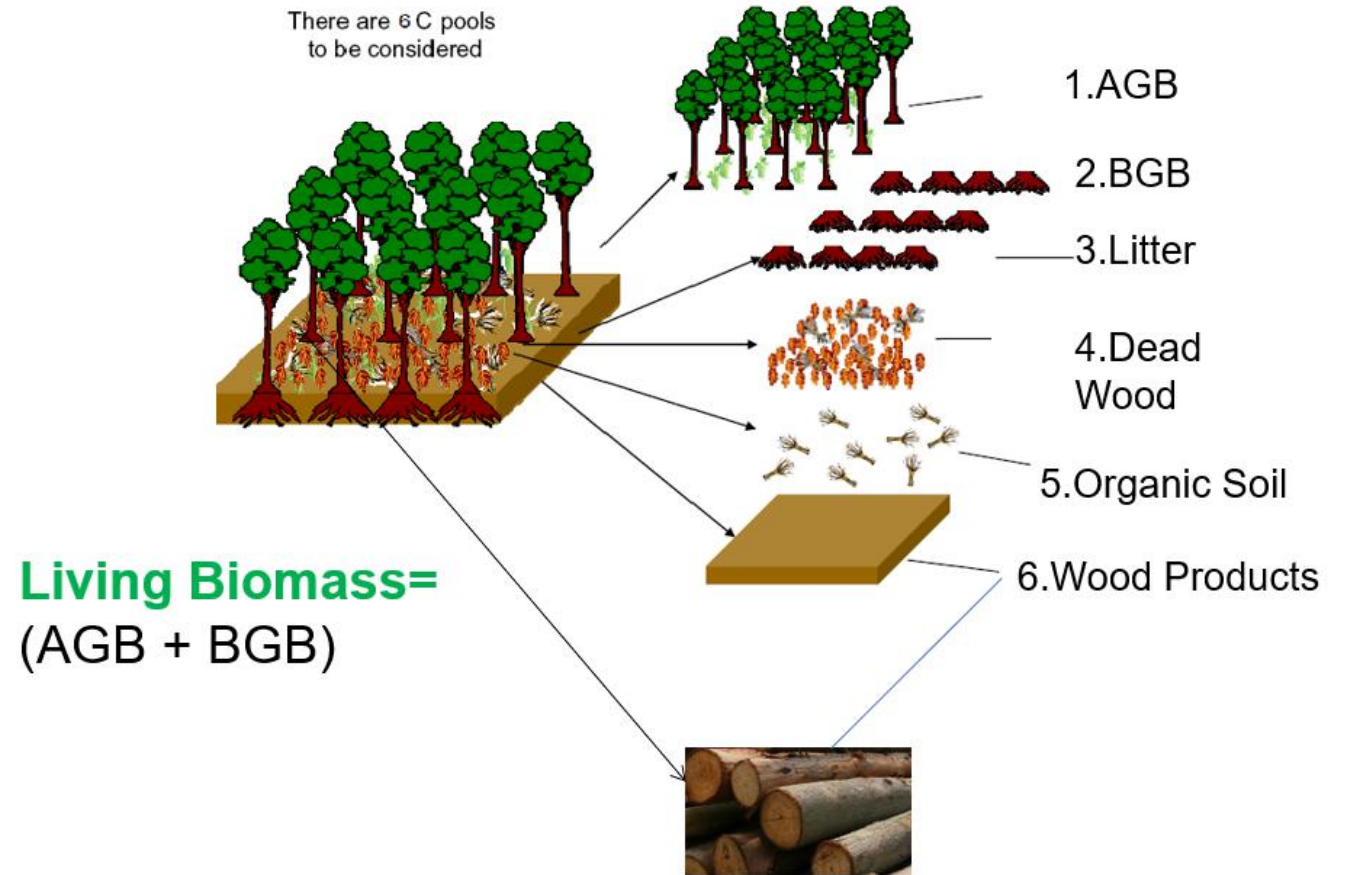 There are 6 C pools
to be considered
1.AGB
2.BGB
3.Litter
4.Dead
Wood
5.Organic Soil
6.Wood Products
Living Biomass=
(AGB + BGB)